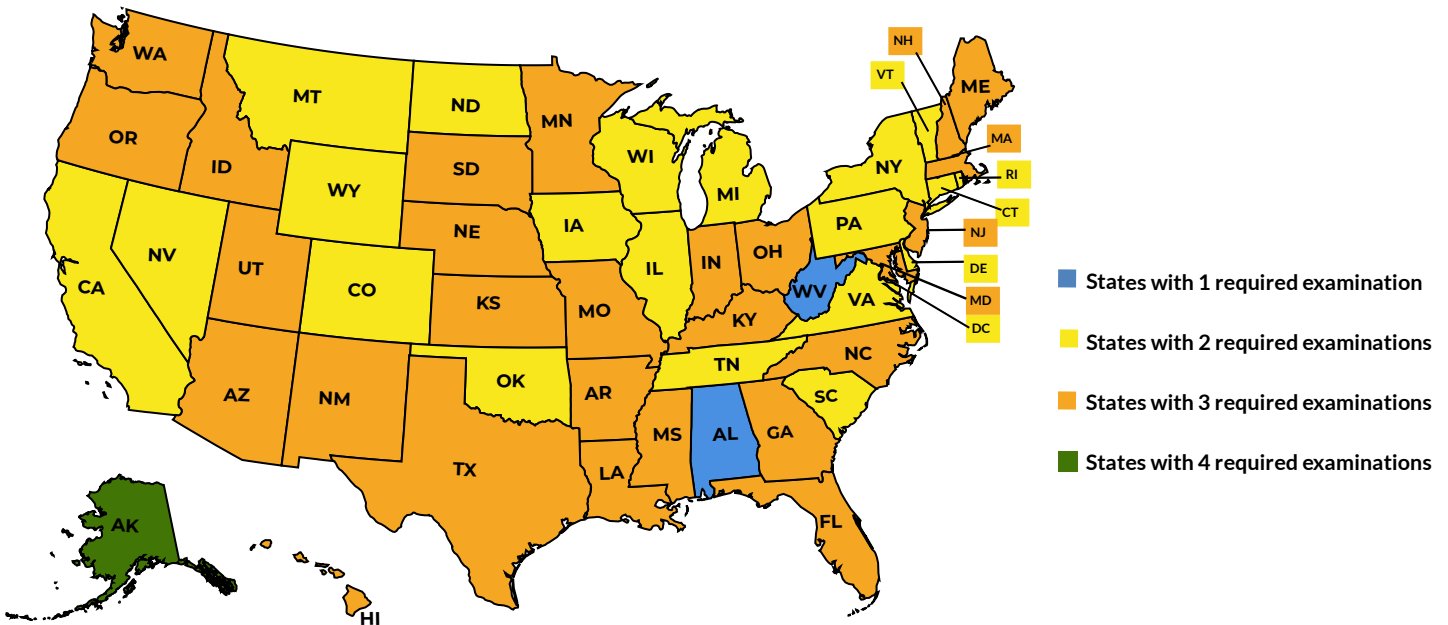 NH
WA
VT
ME
MT
ND
MN
OR
MA
WI
NY
ID
SD
RI
WY
MI
CT
IA
PA
NE
NJ
NV
OH
IN
UT
IL
DE
CA
CO
WV
VA
MD
KS
MO
KY
DC
NC
TN
OK
AZ
NM
AR
SC
MS
AL
GA
TX
LA
FL
AK
HI
States with 1 required examination
States with 2 required examinations
States with 3 required examinations
States with 4 required examinations